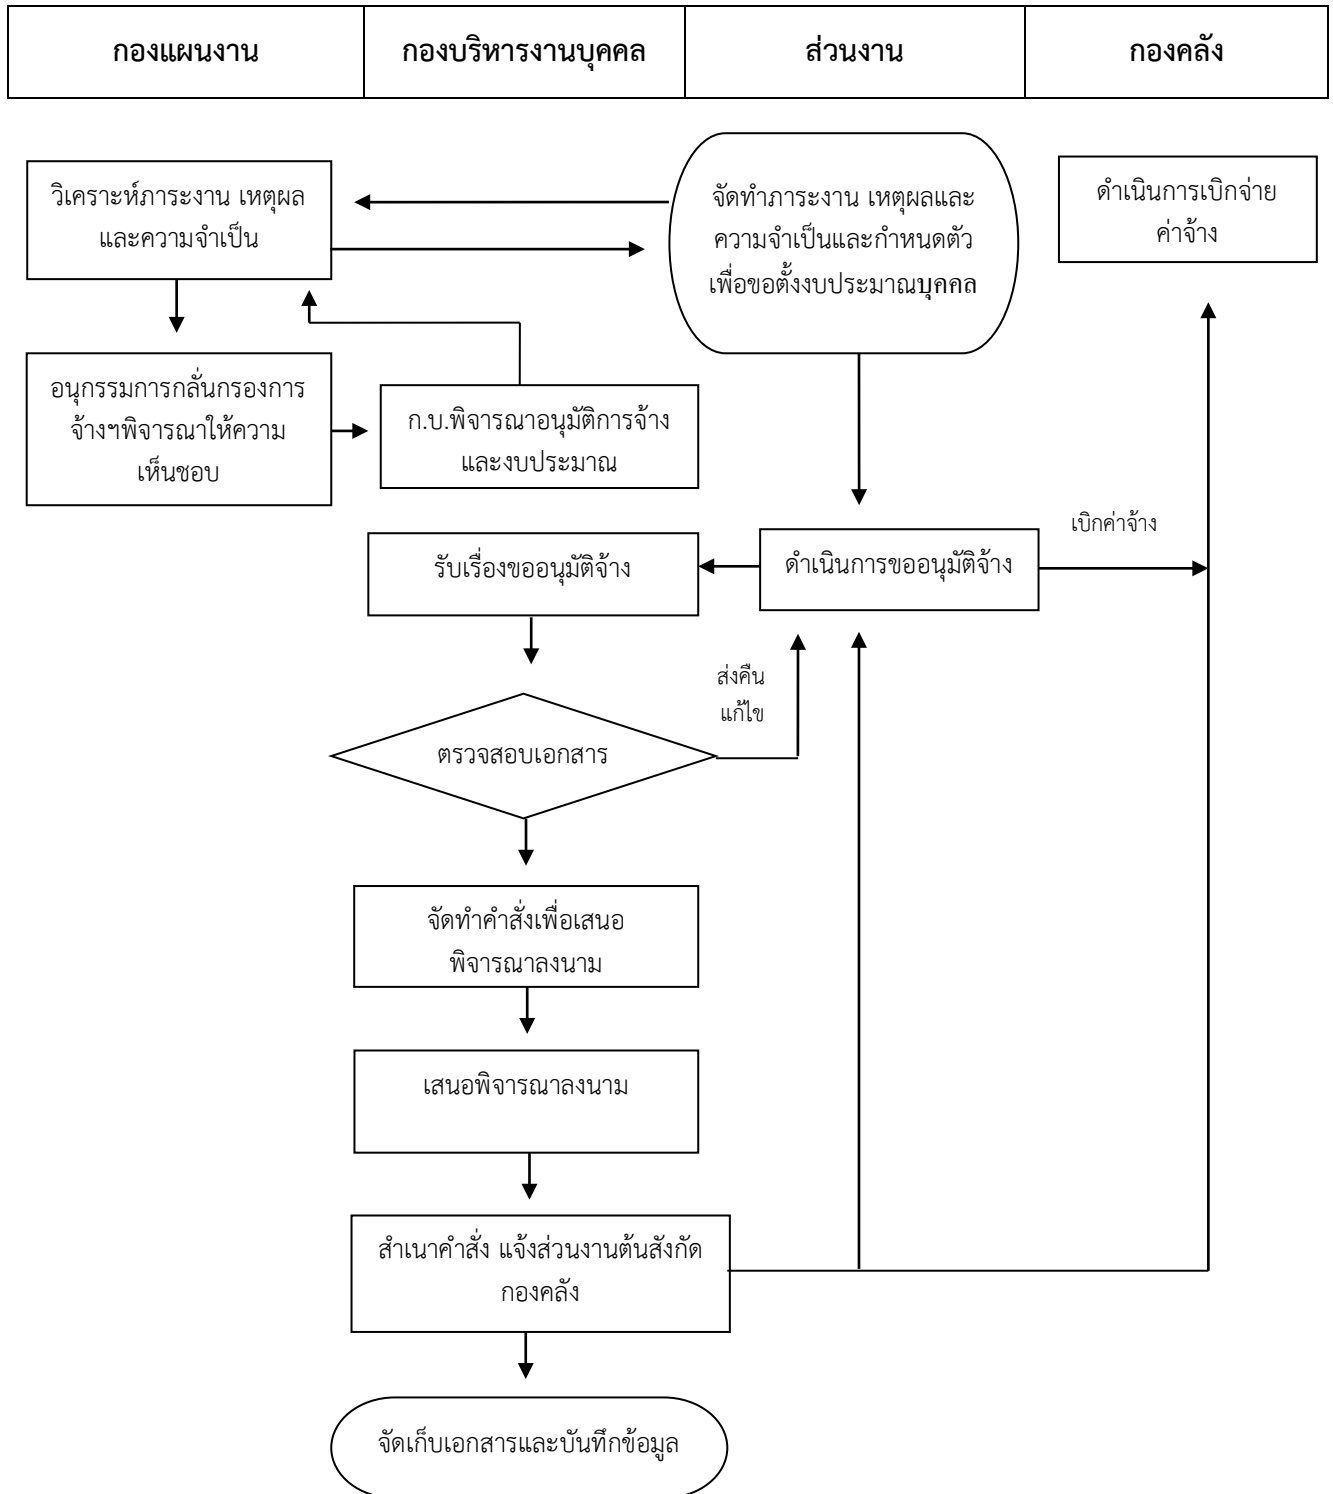 กองแผนงาน
กองบริหารงานบุคคล
ส่วนงาน
กองคลัง
วิเคราะห์ภาระงาน เหตุผล
และความจำเป็น
จัดทำภาระงาน เหตุผลและ
ความจำเป็นและกำหนดตัว
เพื่อขอตั้งงบประมาณบุคคล
ดำเนินการเบิกจ่าย
ค่าจ้าง
อนุกรรมการกลั่นกรองการ
จ้างฯพิจารณาให้ความ
เห็นชอบ
ก.บ.พิจารณาอนุมัติการจ้าง
และงบประมาณ
เบิกค่าจ้าง
รับเรื่องขออนุมัติจ้าง
ดำเนินการขออนุมัติจ้าง
ส่งคืน
แก้ไข
ตรวจสอบเอกสาร
จัดทำคำสั่งเพื่อเสนอ
พิจารณาลงนาม
เสนอพิจารณาลงนาม
สำเนาคำสั่ง แจ้งส่วนงานต้นสังกัด
กองคลัง
จัดเก็บเอกสารและบันทึกข้อมูล